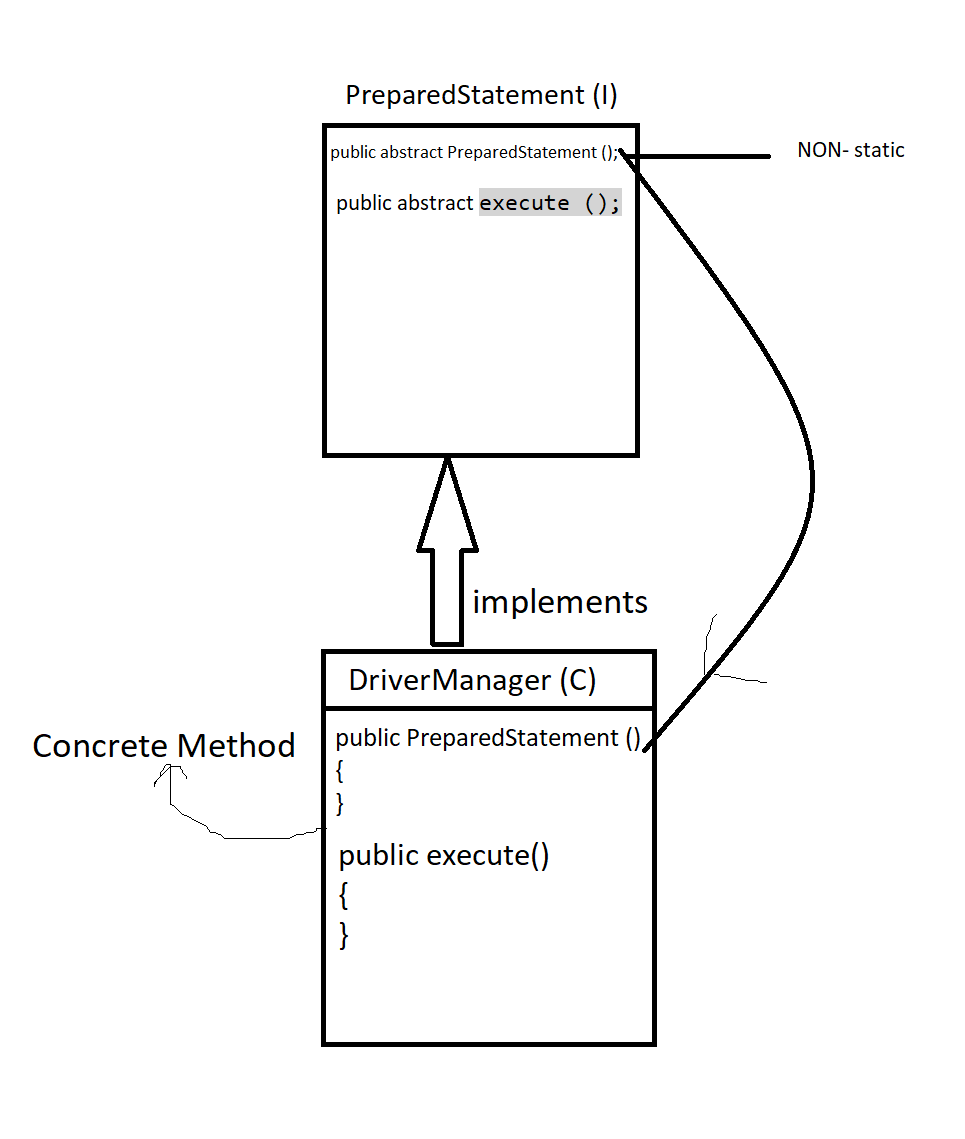 PreparedStatement (I)
public abstract PreparedStatement ();
NON- static
public abstract execute ();
implements
DriverManager (C)
public PreparedStatement ()
{
}
Concrete Method
public execute()
{
}